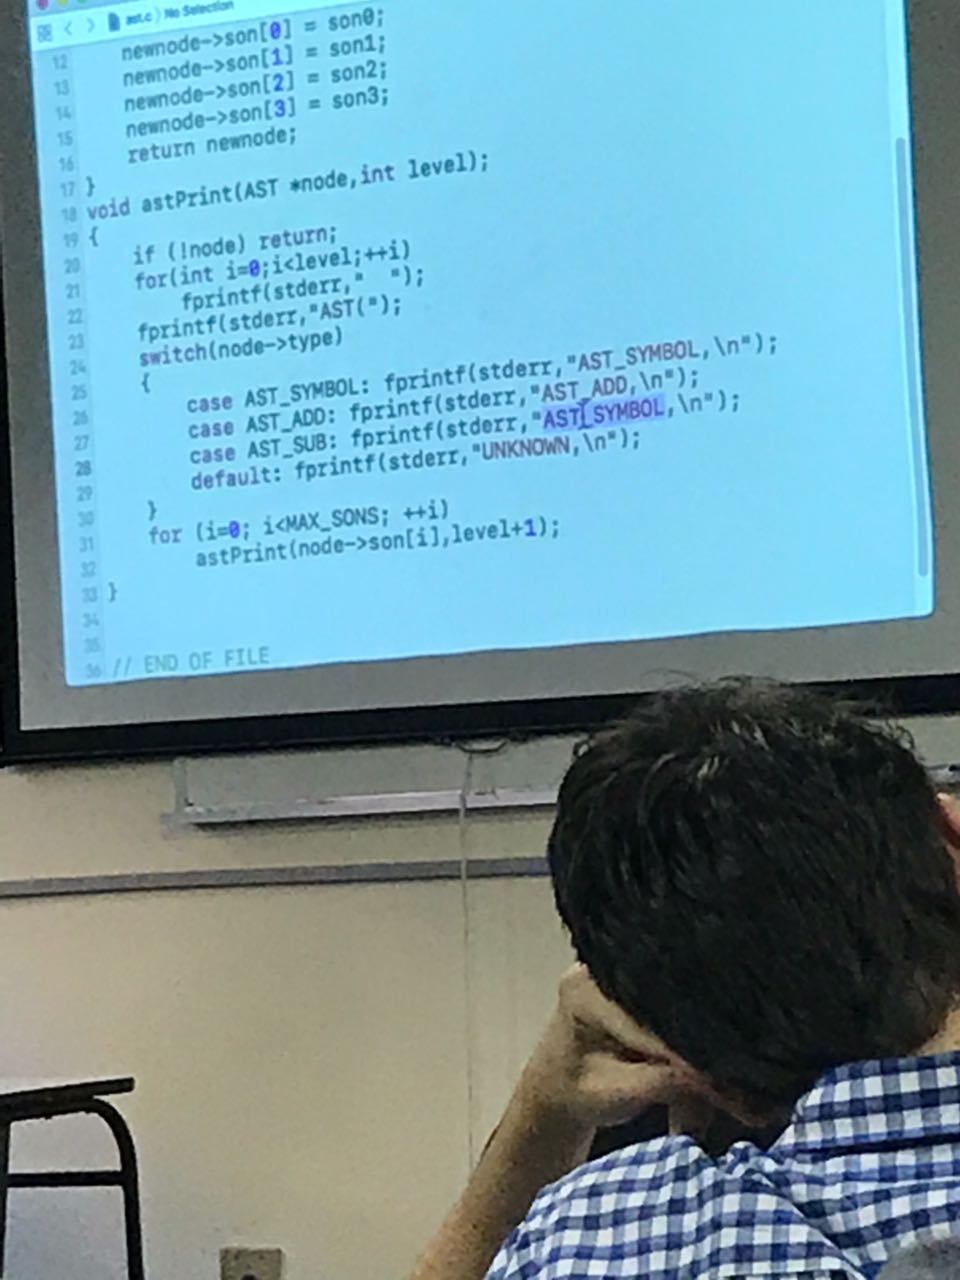 ast.c No Selection
12 newnode->son[0] = son0;
13 newnode->son[1] = son1;
14 newnode->son[2] = son2;
15 newnode->son[3] = son3;
16 return newnode;
17 }
18 void astPrint(AST *node,int level);
19 {
20 if (!node) return;
21 for(int i=0;i<level;++i)
22 fprintf(stderr,"  ");
23 fprintf(stderr,"AST(");
24 switch(node->type)
25 {
26 case AST_SYMBOL: fprintf(stderr,"AST_SYMBOL,\n");
27 case AST_ADD: fprintf(stderr,"AST_ADD,\n");
28 case AST_SUB: fprintf(stderr,"AST_SYMBOL,\n");
29 default: fprintf(stderr,"UNKNOWN,\n");
30 }
31 for (i=0; i<MAX_SONS; ++i)
32 astPrint(node->son[i],level+1);
33 }
34
35
36 // END OF FILE